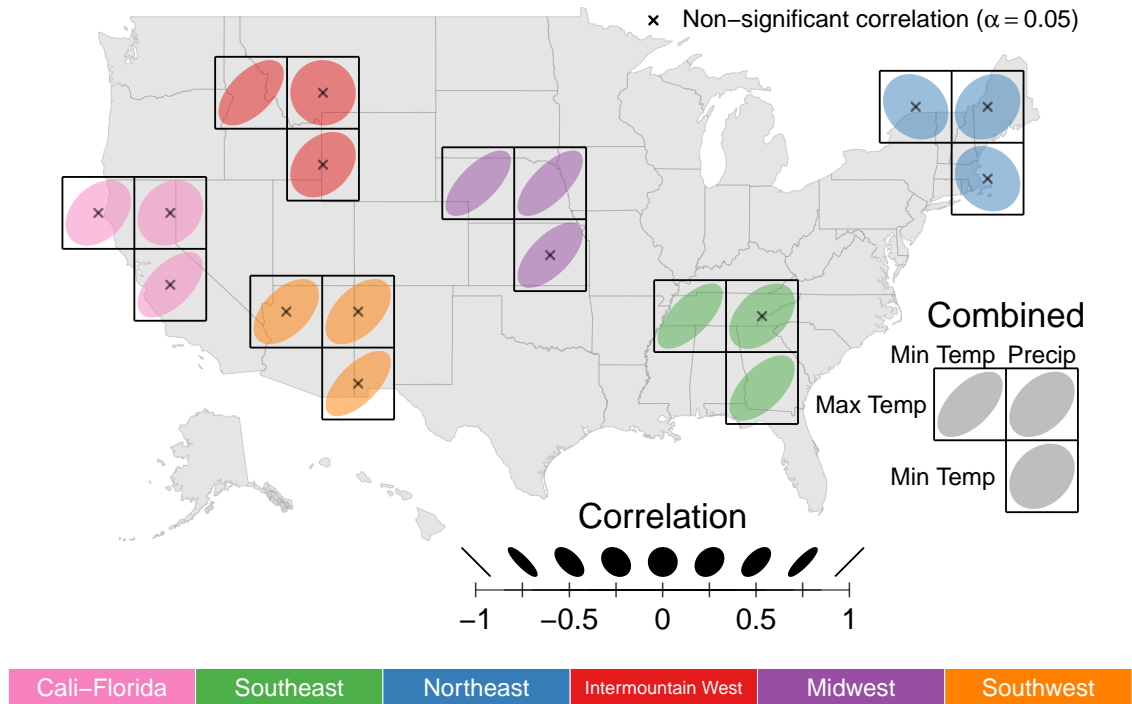 × Non−significant correlation (α = 0.05)
Combined
Min Temp Precip
Max Temp
Min Temp
Correlation
−1 −0.5 0 0.5 1
Cali−Florida Southeast Northeast Intermountain West Midwest Southwest